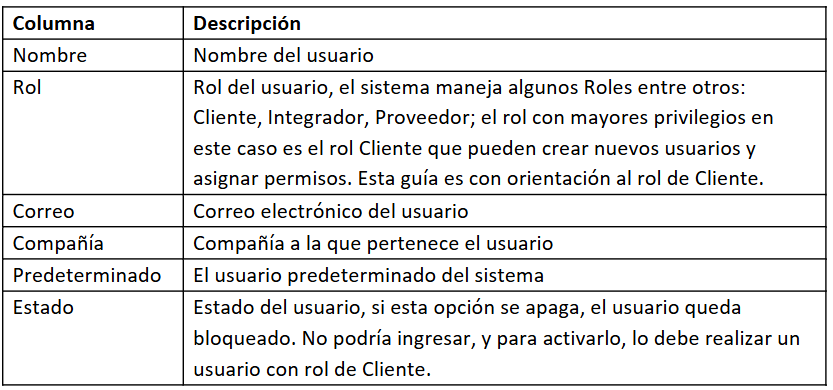 Columna Descripción
Nombre Nombre del usuario
Rol Rol del usuario, el sistema maneja algunos Roles entre otros:
Cliente, Integrador, Proveedor; el rol con mayores privilegios en
este caso es el rol Cliente que pueden crear nuevos usuarios y
asignar permisos. Esta guía es con orientación al rol de Cliente.
Correo Correo electrónico del usuario
Compañía Compañía a la que pertenece el usuario
Predeterminado El usuario predeterminado del sistema
Estado Estado del usuario, si esta opción se apaga, el usuario queda
bloqueado. No podría ingresar, y para activarlo, lo debe realizar un
usuario con rol de Cliente.